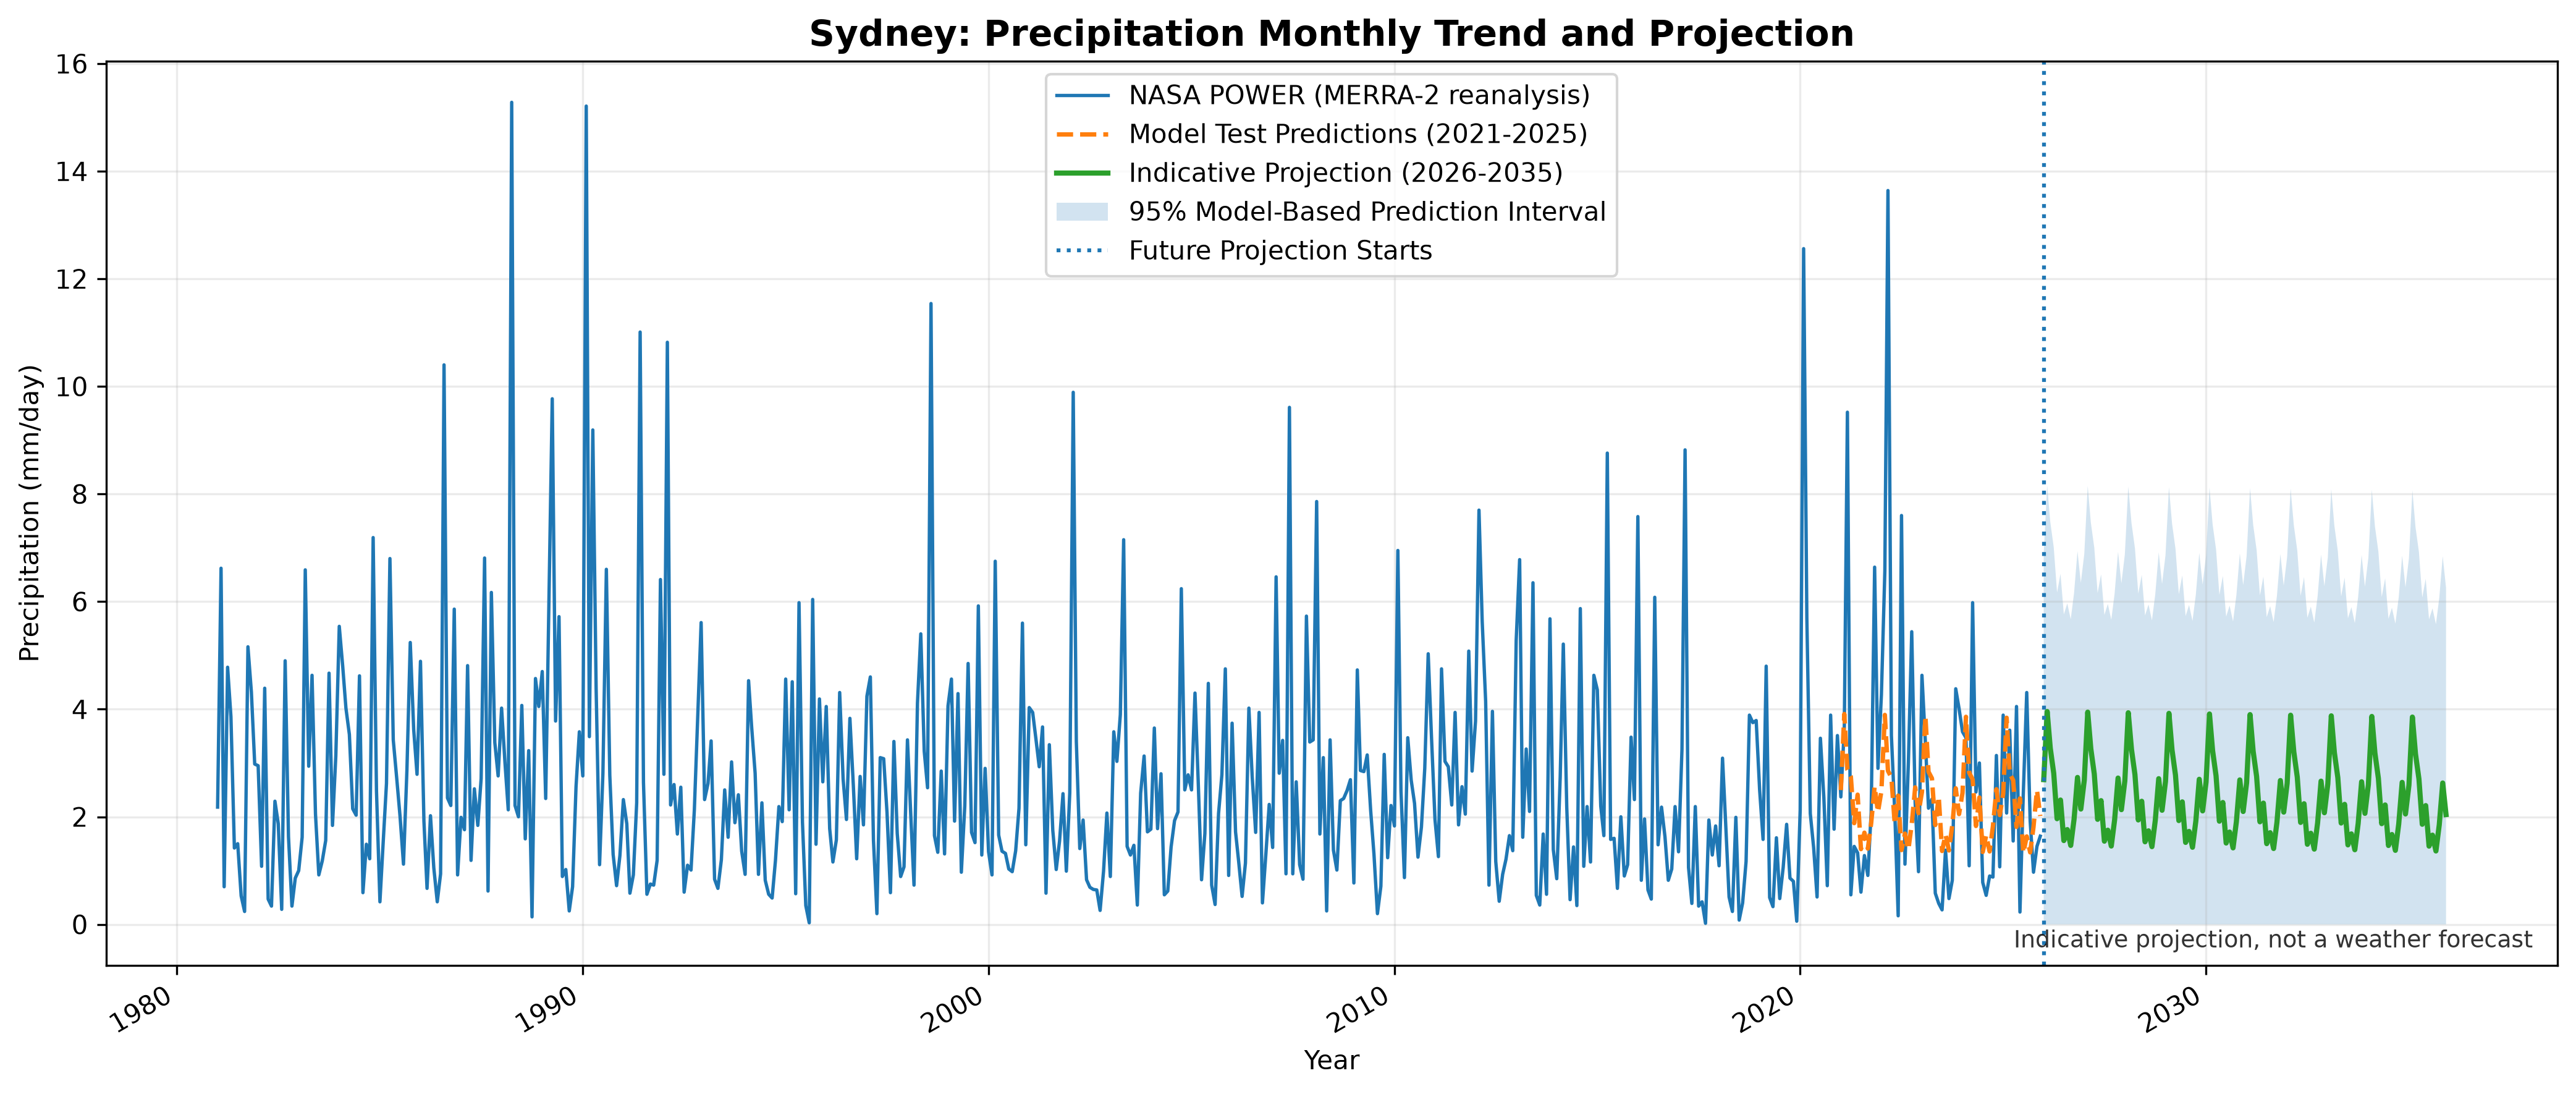 Sydney: Precipitation Monthly Trend and Projection
16
14
12
10
8
6
4
2
0
Precipitation (mm/day)
NASA POWER (MERRA-2 reanalysis)
Model Test Predictions (2021-2025)
Indicative Projection (2026-2035)
95% Model-Based Prediction Interval
Future Projection Starts
Indicative projection, not a weather forecast
1980
1990
2000
2010
2020
2030
Year